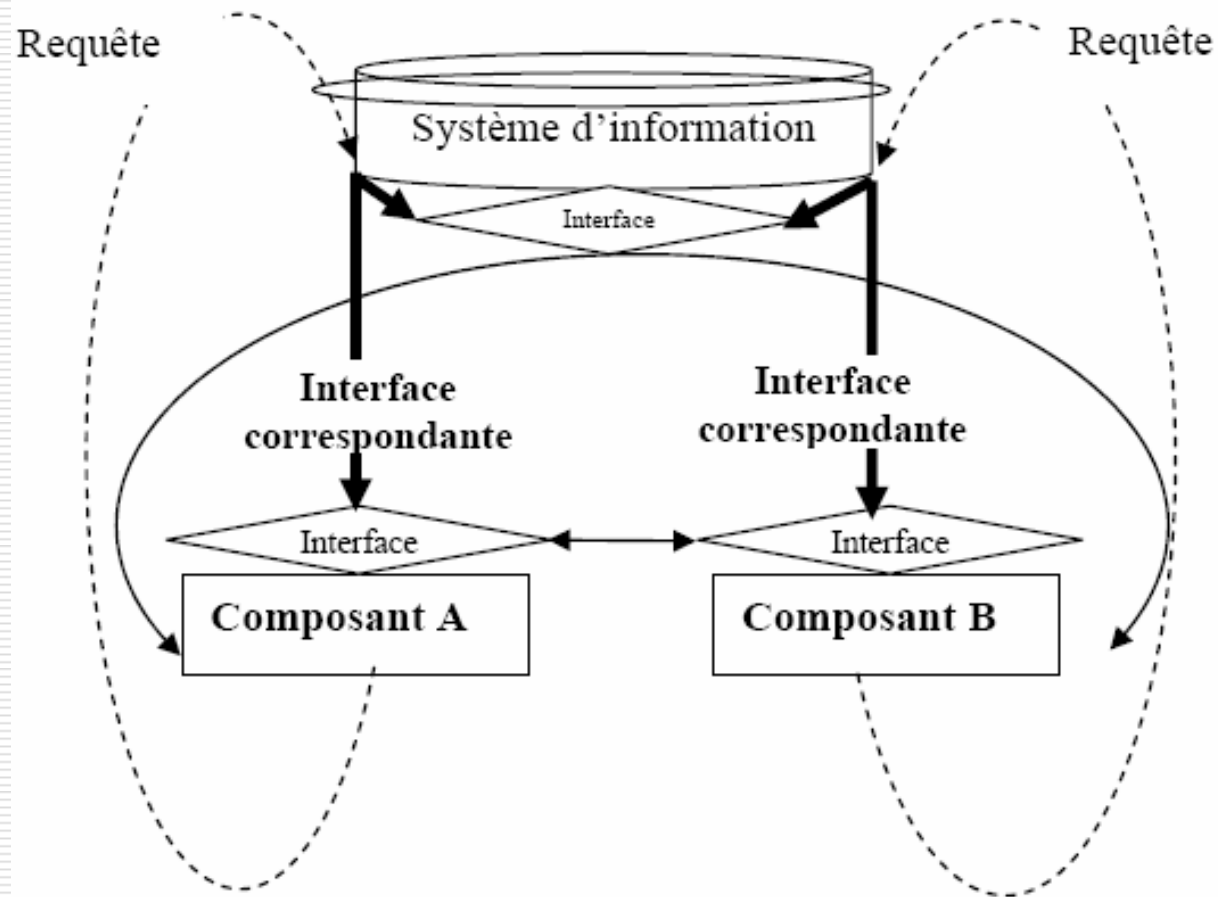 Requête
Requête
Système d’information
Interface
Interface
correspondante
Interface
correspondante
Interface
Interface
Composant A
Composant B